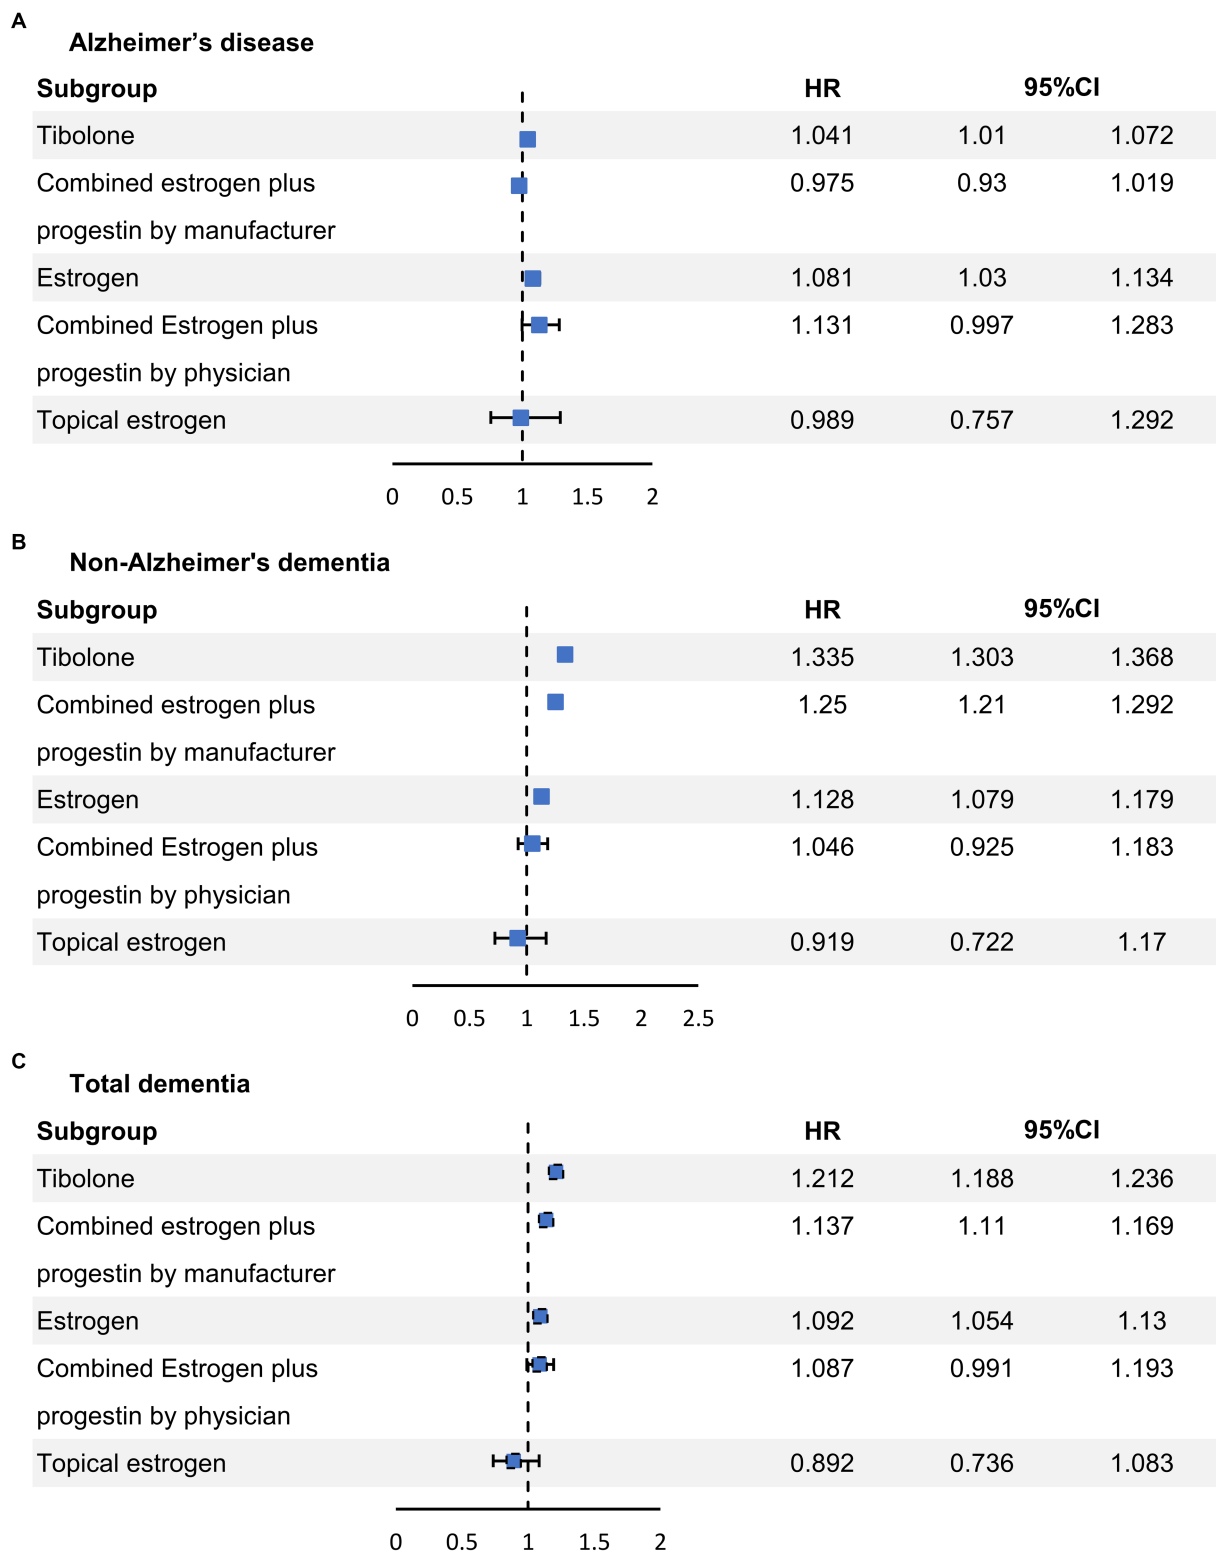 A
Alzheimer’s disease
Subgroup HR 95%CI
Tibolone 1.041 1.01 1.072
Combined estrogen plus 0.975 0.93 1.019
progestin by manufacturer
Estrogen 1.081 1.03 1.134
Combined Estrogen plus 1.131 0.997 1.283
progestin by physician
Topical estrogen 0.989 0.757 1.292
0 0.5 1 1.5 2
B
Non-Alzheimer's dementia
Subgroup HR 95%CI
Tibolone 1.335 1.303 1.368
Combined estrogen plus 1.25 1.21 1.292
progestin by manufacturer
Estrogen 1.128 1.079 1.179
Combined Estrogen plus 1.046 0.925 1.183
progestin by physician
Topical estrogen 0.919 0.722 1.17
0 0.5 1 1.5 2 2.5
C
Total dementia
Subgroup HR 95%CI
Tibolone 1.212 1.188 1.236
Combined estrogen plus 1.137 1.11 1.169
progestin by manufacturer
Estrogen 1.092 1.054 1.13
Combined Estrogen plus 1.087 0.991 1.193
progestin by physician
Topical estrogen 0.892 0.736 1.083
0 0.5 1 1.5 2